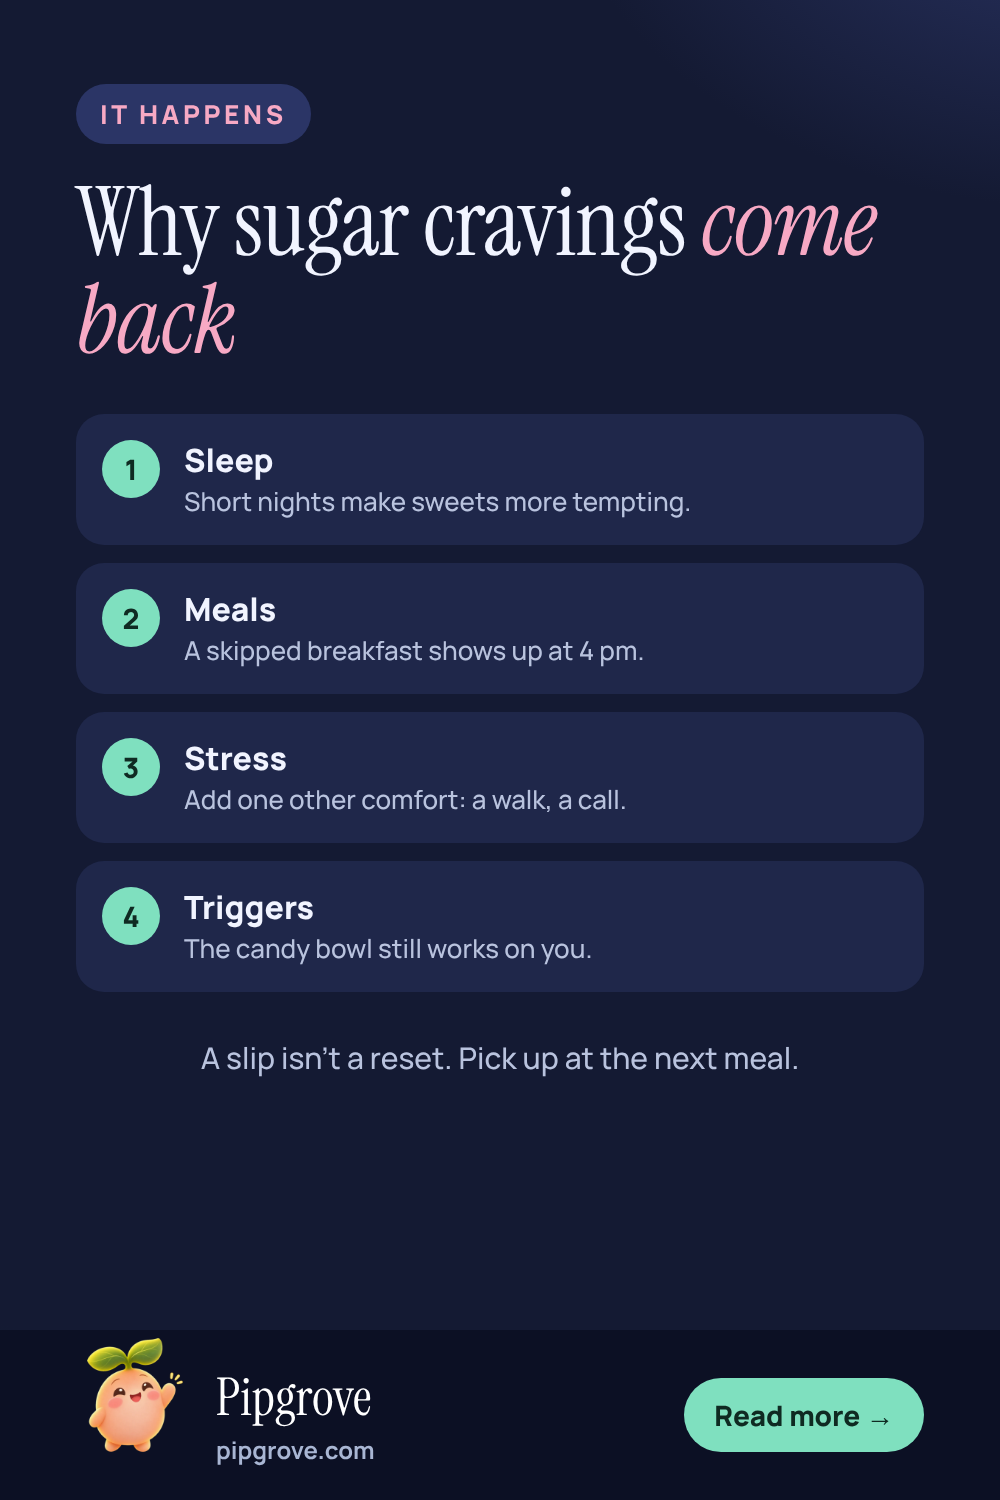 IT HAPPENS
Why sugar cravings come
back
1
Sleep
Short nights make sweets more tempting.
2
Meals
A skipped breakfast shows up at 4 pm.
3
Stress
Add one other comfort: a walk, a call.
4
Triggers
The candy bowl still works on you.
A slip isn’t a reset. Pick up at the next meal.
Pipgrove
pipgrove.com
Read more →